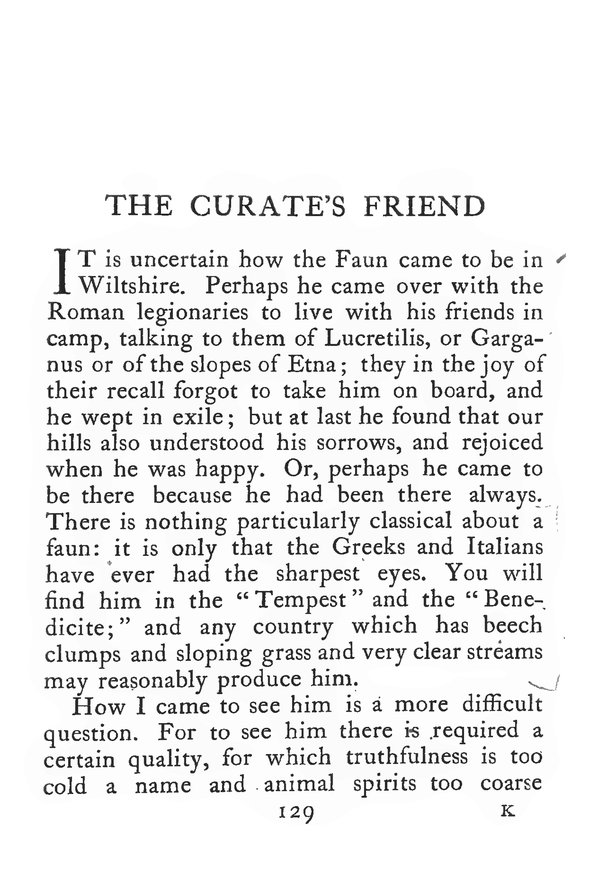 THE CURATE'S FRIEND
IT is uncertain how the Faun came to be in
Wiltshire. Perhaps he came over with the
Roman legionaries to live with his friends in
camp, talking to them of Lucretilis, or Garga-
nus or of the slopes of Etna; they in the joy of
their recall forgot to take him on board, and
he wept in exile; but at last he found that our
hills also understood his sorrows, and rejoiced
when he was happy. Or, perhaps he came to
be there because he had been there always.
There is nothing particularly classical about a
faun: it is only that the Greeks and Italians
have ever had the sharpest eyes. You will
find him in the "Tempest" and the "Bene-
dicite;" and any country which has beech
clumps and sloping grass and very clear streams
may reasonably produce him.
How I came to see him is a more difficult
question. For to see him there is required a
certain quality, for which truthfulness is too
cold a name and animal spirits too coarse
129 K